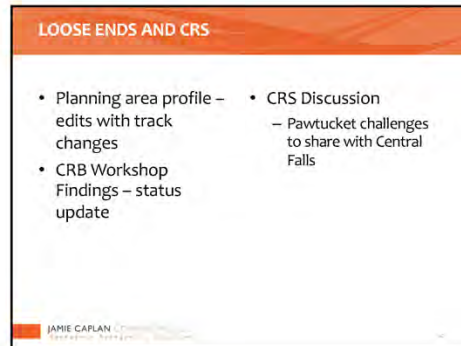 LOOSE ENDS AND CRS
• Planning area profile –
edits with track
changes
• CRB Workshop
Findings – status
update
• CRS Discussion
– Pawtucket challenges
to share with Central
Falls
JAMIE CAPLAN